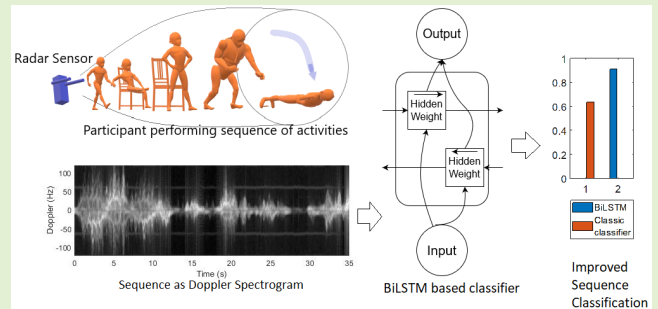 Radar Sensor
Participant performing sequence of activities
100
50
0
-50
-100
Doppler (Hz)
0 5 10 15 20 25 30 35
Time (s)
Sequence as Doppler Spectrogram
Output
Hidden
Weight
Hidden
Weight
Input
BiLSTM based classifier
1
0.8
0.6
0.4
0.2
0
1 2
BiLSTM
Classic
classifier
Improved
Sequence
Classification